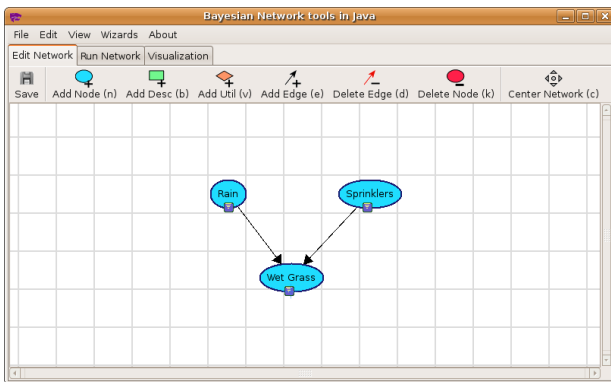 Bayesian Network tools in Java
File Edit View Wizards About
Edit Network Run Network Visualization
Save Add Node (n) Add Desc (b) Add Util (v) Add Edge (e) Delete Edge (d) Delete Node (k) Center Network (c)
Rain Sprinklers
Wet Grass